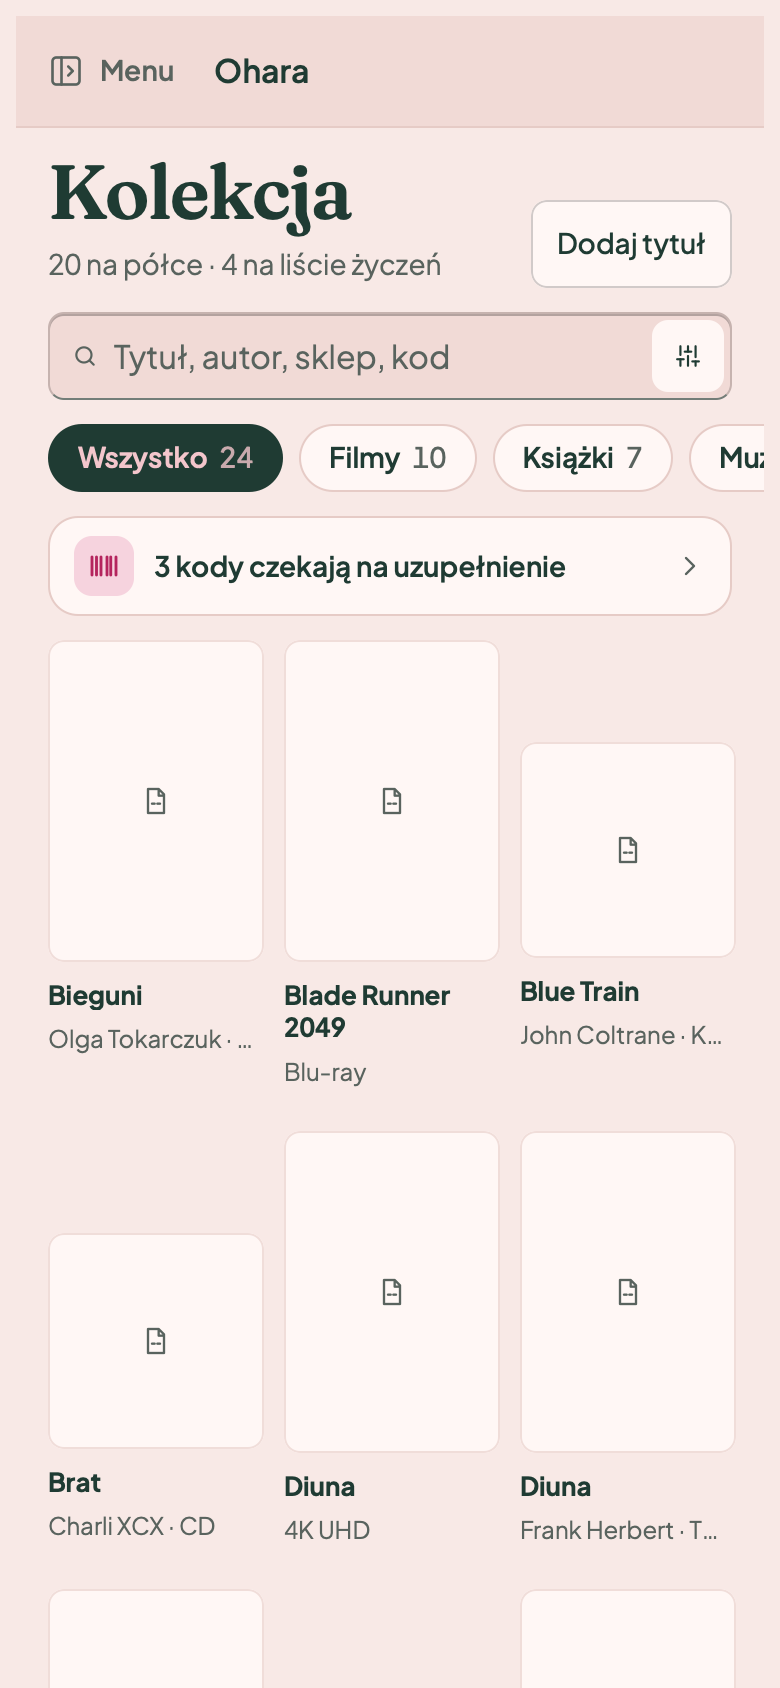 Menu Ohara
Kolekcja
20 na półce · 4 na liście życzeń
Dodaj tytuł
Tytuł, autor, sklep, kod
Wszystko 24 Filmy 10 Książki 7 Muz
3 kody czekają na uzupełnienie
Bieguni
Olga Tokarczuk · ...
Blade Runner
2049
Blu-ray
Blue Train
John Coltrane · K...
Brat
Charli XCX · CD
Diuna
4K UHD
Diuna
Frank Herbert · T...